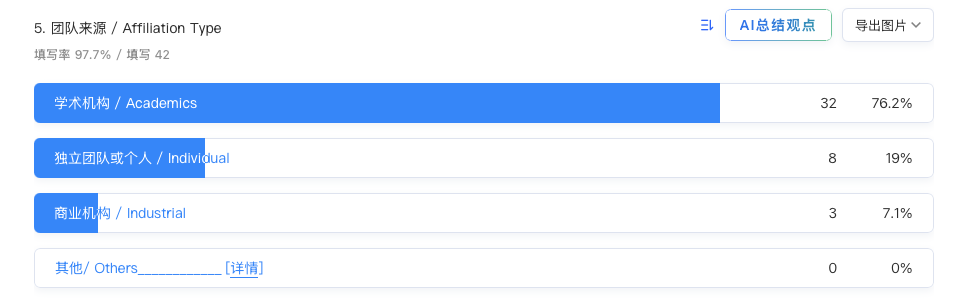 5. 团队来源 / Affiliation Type
AI总结观点
导出图片
填写率 97.7% / 填写 42
学术机构 / Academics 32 76.2%
独立团队或个人 / Individual 8 19%
商业机构 / Industrial 3 7.1%
其他/ Others____________ [详情] 0 0%